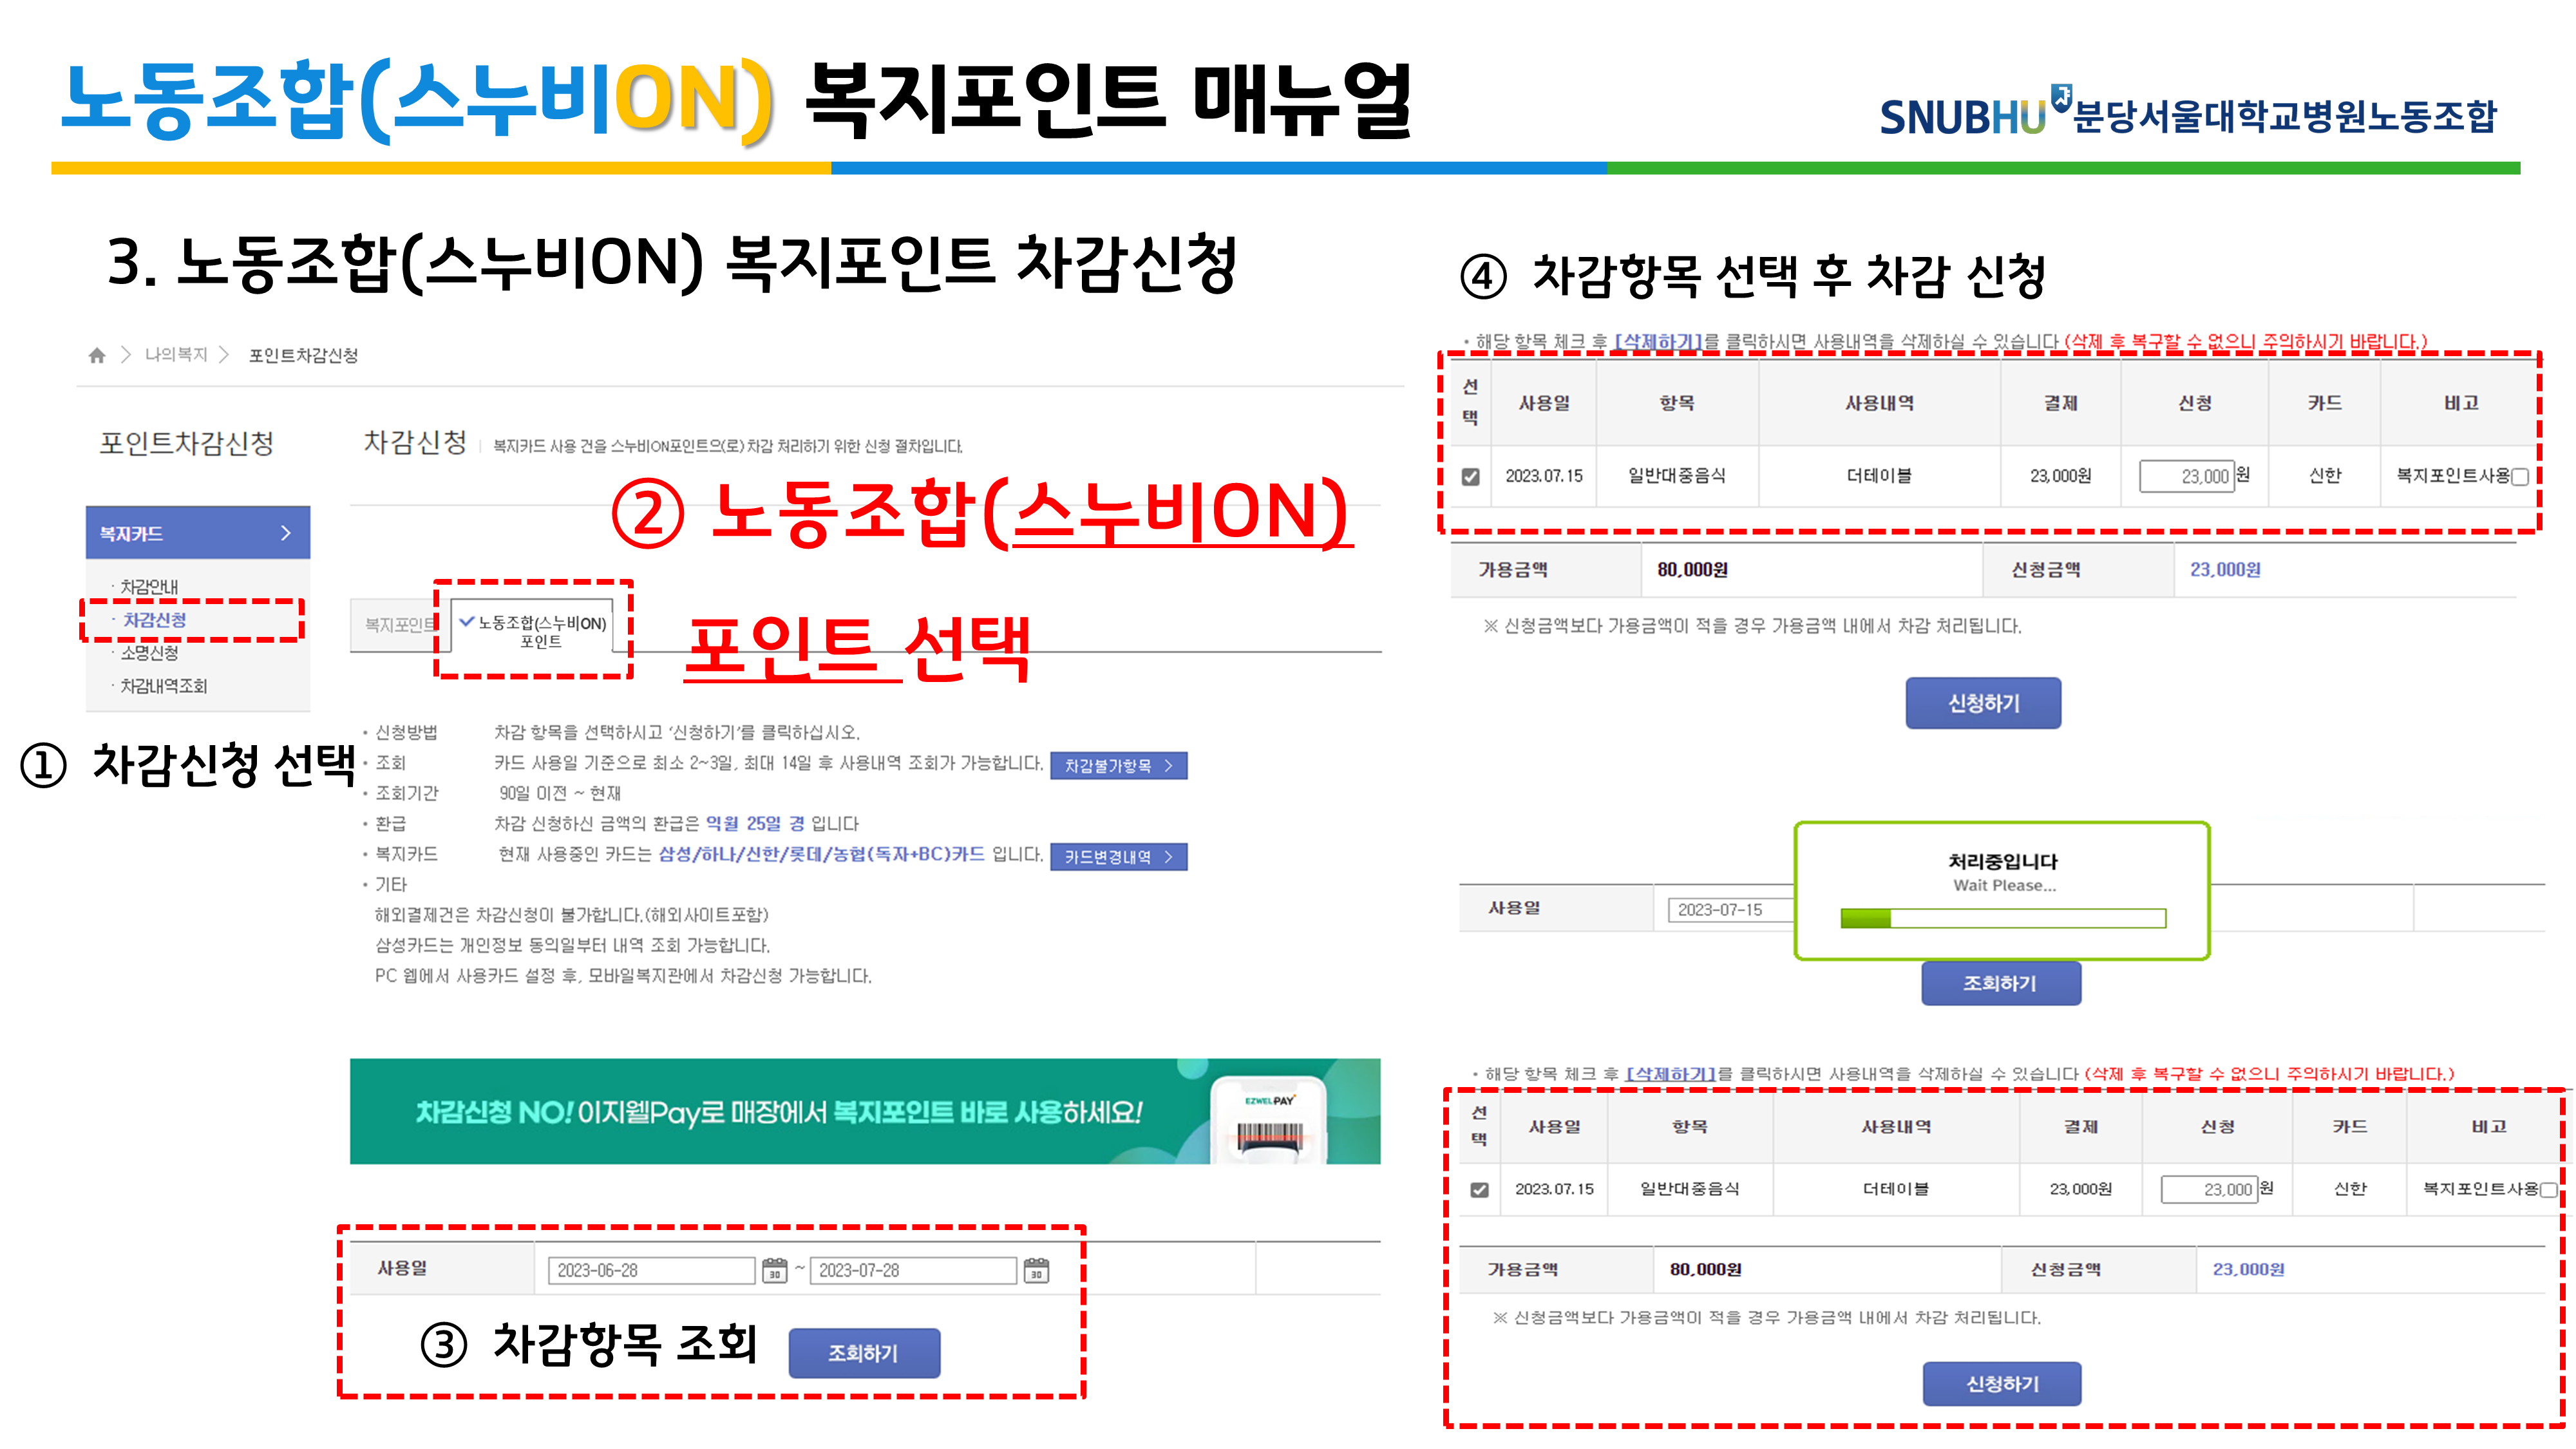 노동조합(스누비ON) 복지포인트 매뉴얼
SNUBHU 분당서울대학교병원노동조합
3. 노동조합(스누비ON) 복지포인트 차감신청
나의복지 > 포인트차감신청
포인트차감신청
복지카드 >
· 차감안내
· 차감신청
· 소명신청
· 차감내역조회
① 차감신청 선택
차감신청 | 복지카드 사용 건을 스누비ON포인트으(로) 차감 처리하기 위한 신청 절차입니다.
② 노동조합(스누비ON)
포인트 선택
복지포인트
노동조합(스누비ON)
포인트
• 신청방법 차감 항목을 선택하시고 ‘신청하기’를 클릭하십시오.
• 조회 카드 사용일 기준으로 최소 2~3일, 최대 14일 후 사용내역 조회가 가능합니다. 차감불가항목 >
• 조회기간 90일 이전 ~ 현재
• 환급 차감 신청하신 금액의 환급은 익월 25일 경 입니다
• 복지카드 현재 사용중인 카드는 삼성/하나/신한/롯데/농협(독자+BC)카드 입니다. 카드변경내역 >
• 기타
해외결제건은 차감신청이 불가합니다.(해외사이트포함)
삼성카드는 개인정보 동의일부터 내역 조회 가능합니다.
PC 웹에서 사용카드 설정 후, 모바일복지관에서 차감신청 가능합니다.
차감신청 NO! 이지웰Pay로 매장에서 복지포인트 바로 사용하세요!
EZWEL PAY
사용일 2023-06-28 30 ~ 2023-07-28 30
③ 차감항목 조회 조회하기
④ 차감항목 선택 후 차감 신청
• 해당 항목 체크 후 [삭제하기]를 클릭하시면 사용내역을 삭제하실 수 있습니다 (삭제 후 복구할 수 없으니 주의하시기 바랍니다.)
선택 사용일 항목 사용내역 결제 신청 카드 비고
2023.07.15 일반대중음식 더테이블 23,000원 23,000 원 신한 복지포인트사용
가용금액 80,000원 신청금액 23,000원
※ 신청금액보다 가용금액이 적을 경우 가용금액 내에서 차감 처리됩니다.
신청하기
처리중입니다
Wait Please...
사용일 2023-07-15
조회하기
• 해당 항목 체크 후 [삭제하기]를 클릭하시면 사용내역을 삭제하실 수 있습니다 (삭제 후 복구할 수 없으니 주의하시기 바랍니다.)
선택 사용일 항목 사용내역 결제 신청 카드 비고
2023.07.15 일반대중음식 더테이블 23,000원 23,000 원 신한 복지포인트사용
가용금액 80,000원 신청금액 23,000원
※ 신청금액보다 가용금액이 적을 경우 가용금액 내에서 차감 처리됩니다.
신청하기